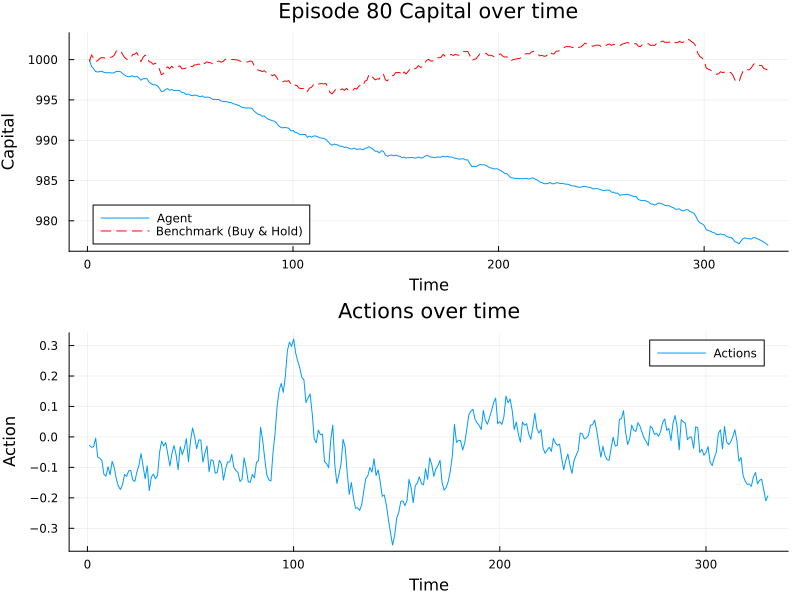 Episode 80 Capital over time
1000
995
990
985
980
Capital
Agent
Benchmark (Buy & Hold)
0 100 200 300
Time
Actions over time
0.3
0.2
0.1
0.0
−0.1
−0.2
−0.3
Action
Actions
0 100 200 300
Time